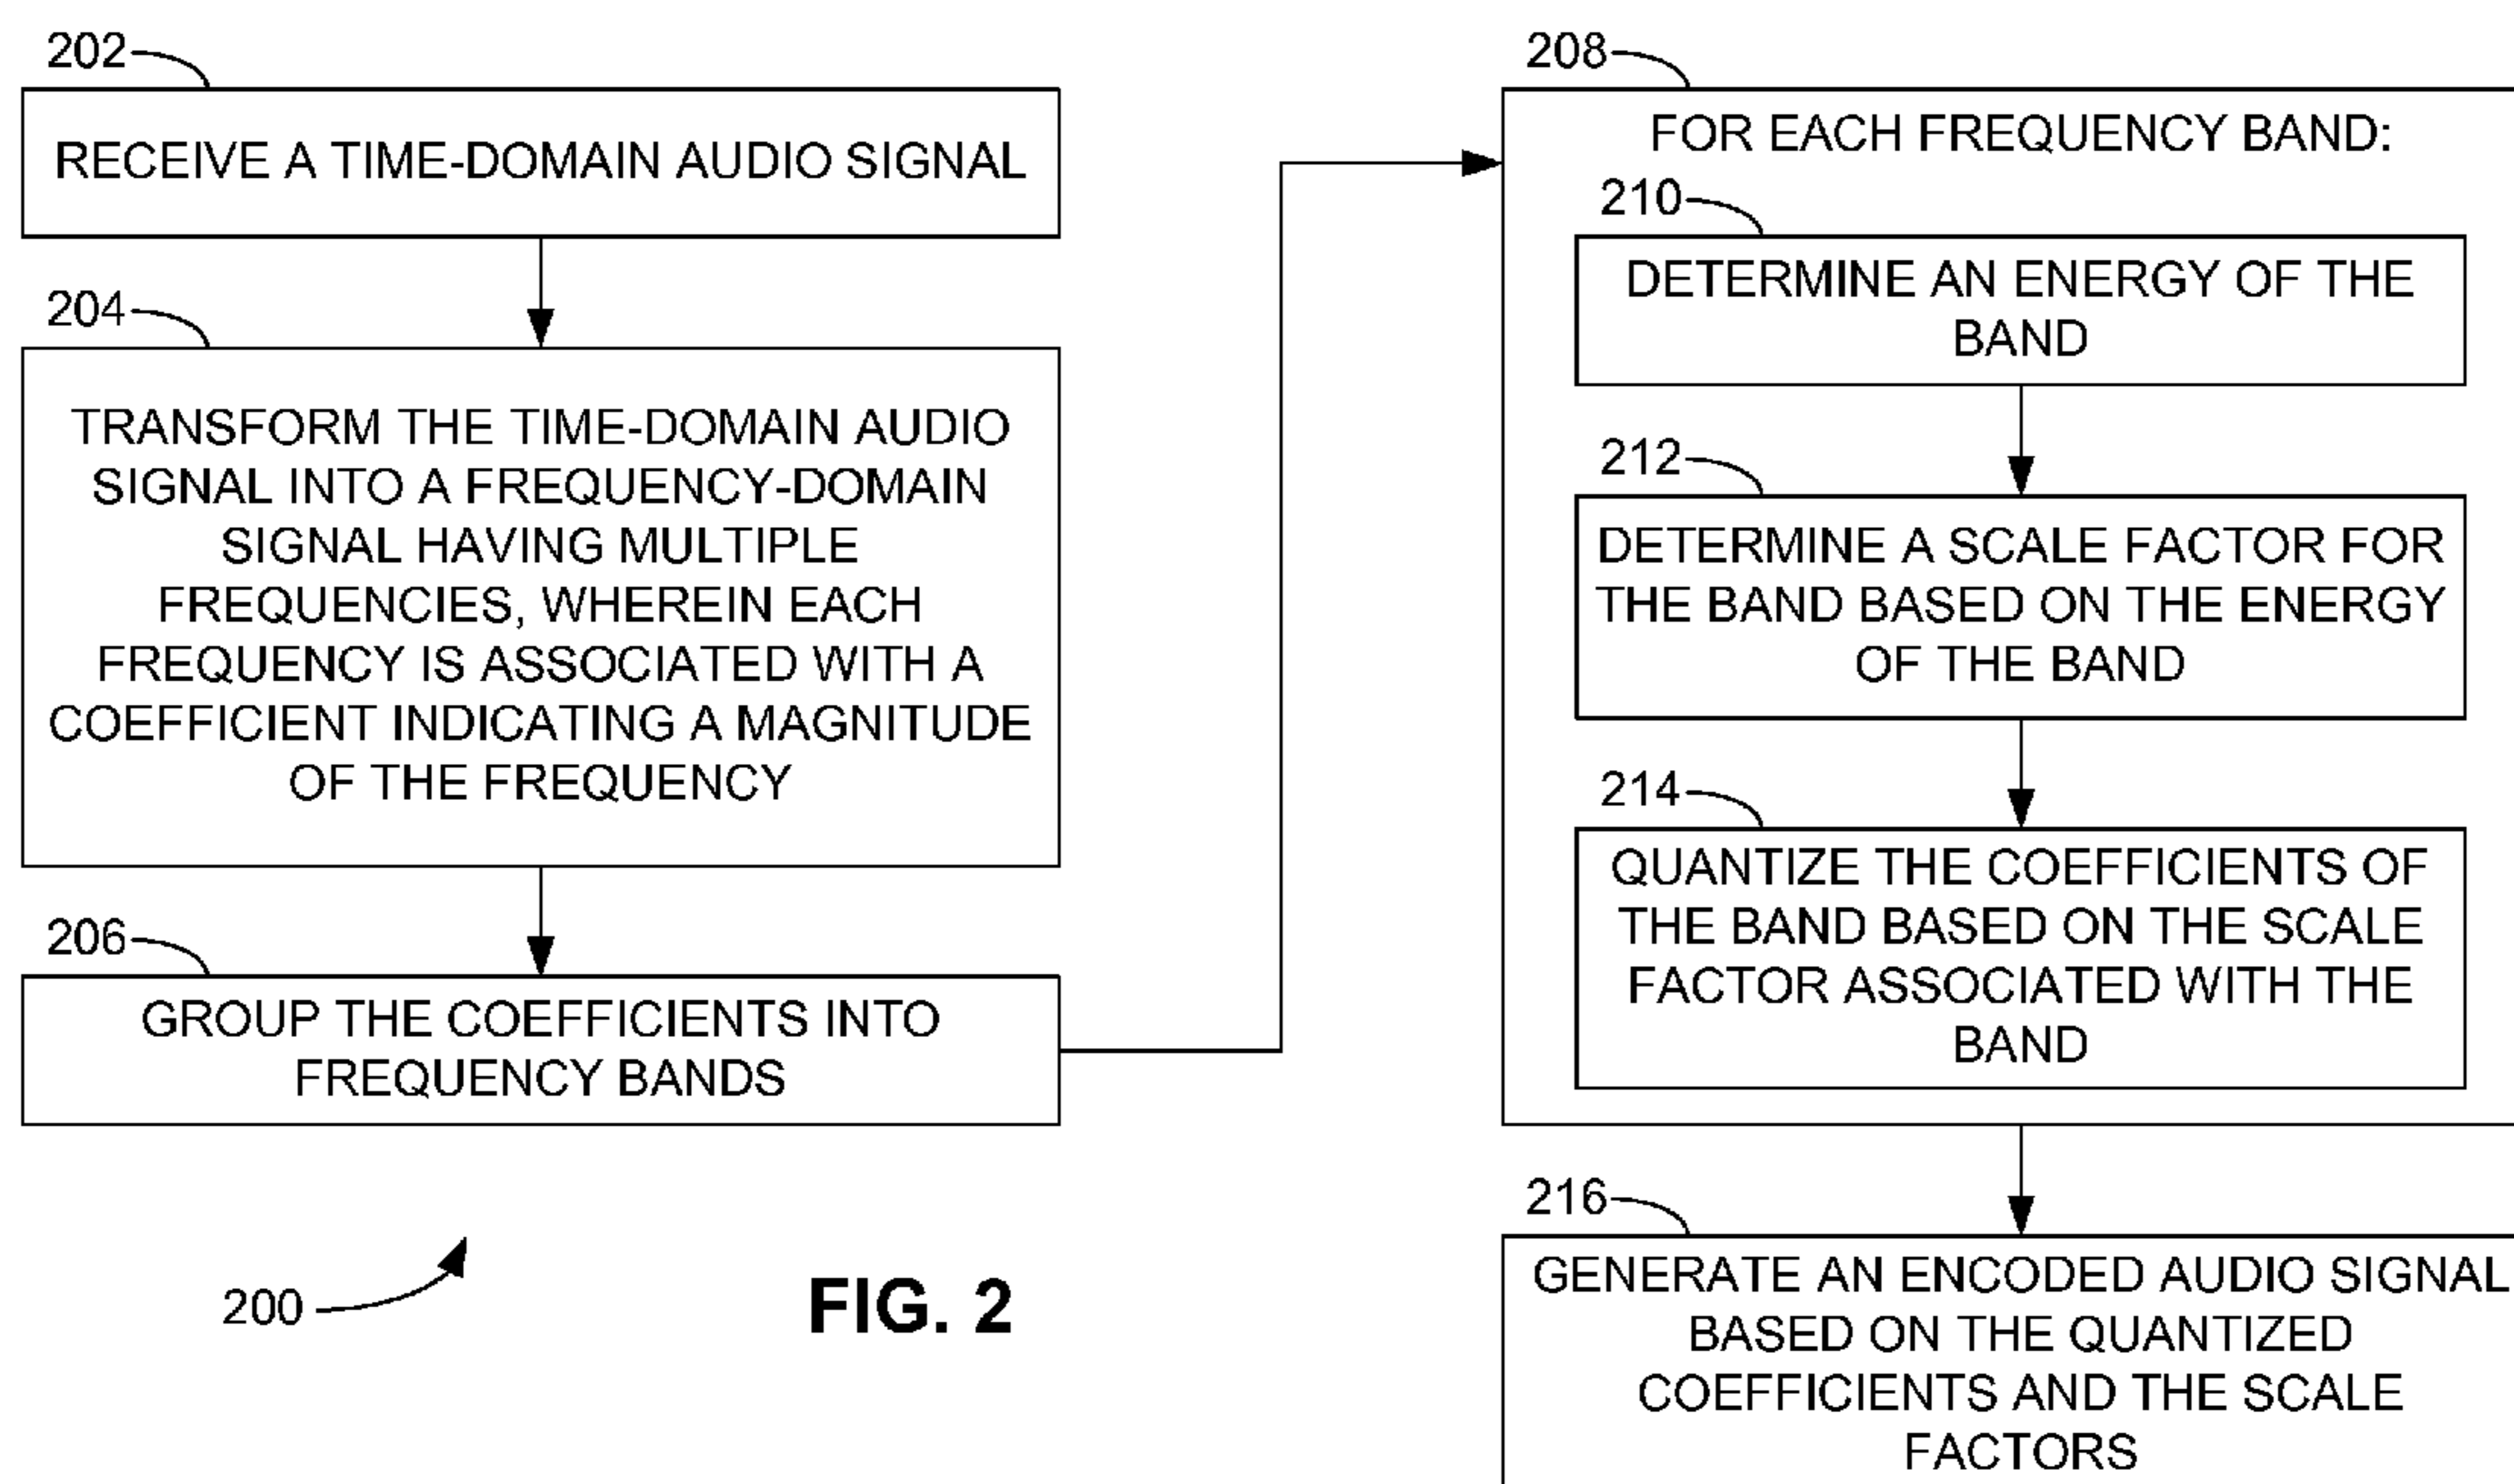 202
RECEIVE A TIME-DOMAIN AUDIO SIGNAL
204
TRANSFORM THE TIME-DOMAIN AUDIO
SIGNAL INTO A FREQUENCY-DOMAIN
SIGNAL HAVING MULTIPLE
FREQUENCIES, WHEREIN EACH
FREQUENCY IS ASSOCIATED WITH A
COEFFICIENT INDICATING A MAGNITUDE
OF THE FREQUENCY
206
GROUP THE COEFFICIENTS INTO
FREQUENCY BANDS
208
FOR EACH FREQUENCY BAND:
210
DETERMINE AN ENERGY OF THE
BAND
212
DETERMINE A SCALE FACTOR FOR
THE BAND BASED ON THE ENERGY
OF THE BAND
214
QUANTIZE THE COEFFICIENTS OF
THE BAND BASED ON THE SCALE
FACTOR ASSOCIATED WITH THE
BAND
216
GENERATE AN ENCODED AUDIO SIGNAL
BASED ON THE QUANTIZED
COEFFICIENTS AND THE SCALE
FACTORS
200
FIG. 2